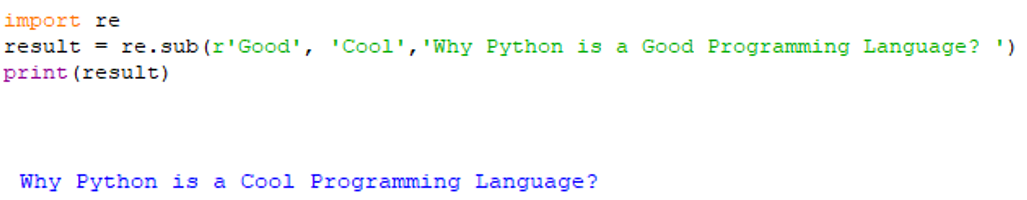 import re
result = re.sub(r'Good', 'Cool','Why Python is a Good Programming Language? ')
print(result)
Why Python is a Cool Programming Language?